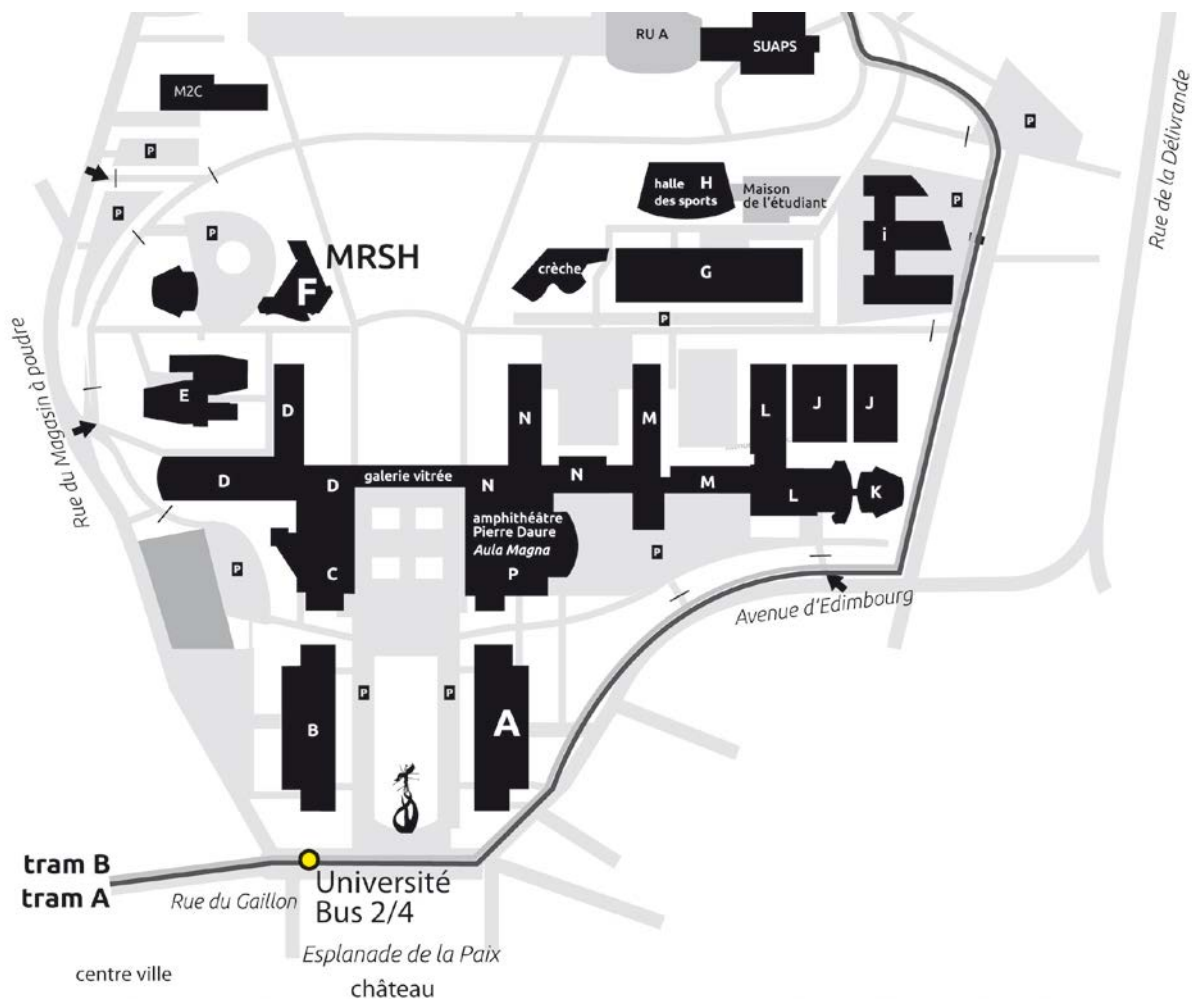 RU A
SUAPS
M2C
P
P
Rue de la Délivrande
halle H
des sports
Maison
de l'étudiant
P
P
P
i
MRSH
F
crèche
G
P
Rue du Magasin à poudre
E
D
N
M
L
J
J
D
D
galerie vitrée
N
N
M
L
K
amphithéâtre
Pierre Daure
Aula Magna
P
C
P
P
Avenue d'Edimbourg
P
P
B
A
tram B
tram A
Rue du Gaillon
Université
Bus 2/4
Esplanade de la Paix
centre ville
château